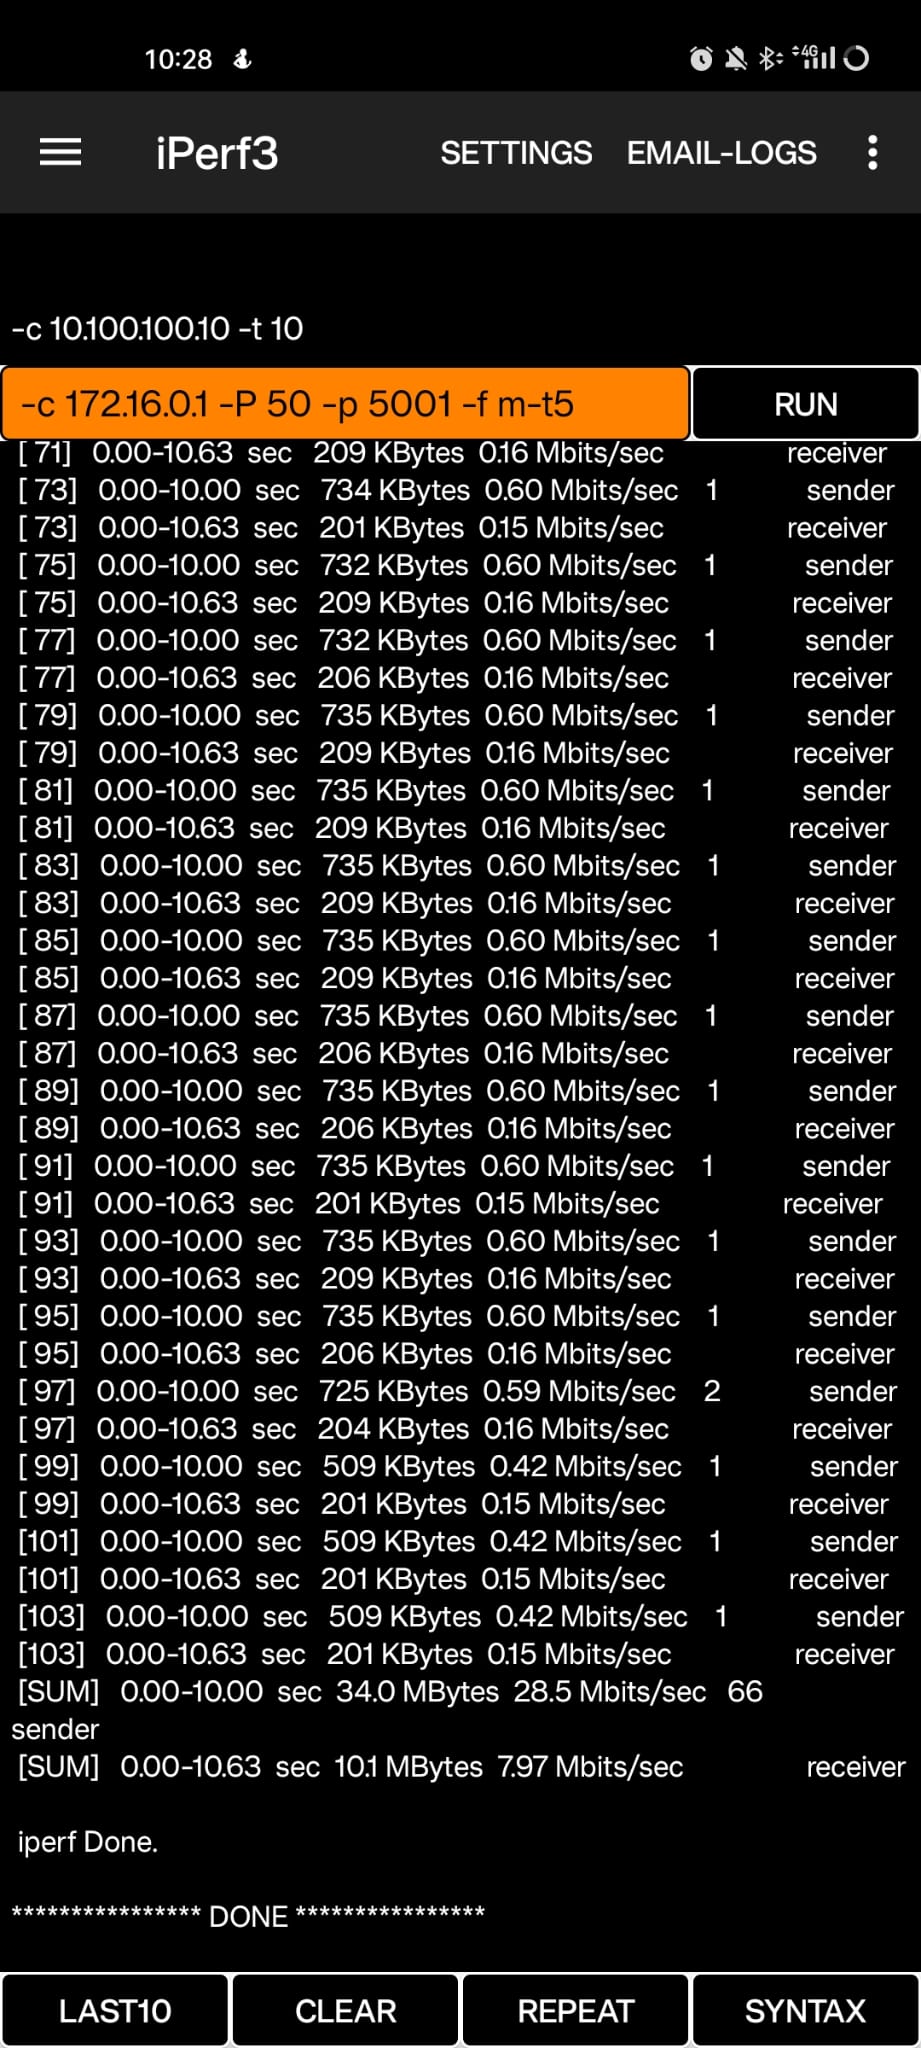 10:28
4G
iPerf3 SETTINGS EMAIL-LOGS
-c 10.100.100.10 -t 10
-c 172.16.0.1 -P 50 -p 5001 -f m-t5 RUN
[ 71] 0.00-10.63 sec 209 KBytes 0.16 Mbits/sec receiver
[ 73] 0.00-10.00 sec 734 KBytes 0.60 Mbits/sec 1 sender
[ 73] 0.00-10.63 sec 201 KBytes 0.15 Mbits/sec receiver
[ 75] 0.00-10.00 sec 732 KBytes 0.60 Mbits/sec 1 sender
[ 75] 0.00-10.63 sec 209 KBytes 0.16 Mbits/sec receiver
[ 77] 0.00-10.00 sec 732 KBytes 0.60 Mbits/sec 1 sender
[ 77] 0.00-10.63 sec 206 KBytes 0.16 Mbits/sec receiver
[ 79] 0.00-10.00 sec 735 KBytes 0.60 Mbits/sec 1 sender
[ 79] 0.00-10.63 sec 209 KBytes 0.16 Mbits/sec receiver
[ 81] 0.00-10.00 sec 735 KBytes 0.60 Mbits/sec 1 sender
[ 81] 0.00-10.63 sec 209 KBytes 0.16 Mbits/sec receiver
[ 83] 0.00-10.00 sec 735 KBytes 0.60 Mbits/sec 1 sender
[ 83] 0.00-10.63 sec 209 KBytes 0.16 Mbits/sec receiver
[ 85] 0.00-10.00 sec 735 KBytes 0.60 Mbits/sec 1 sender
[ 85] 0.00-10.63 sec 209 KBytes 0.16 Mbits/sec receiver
[ 87] 0.00-10.00 sec 735 KBytes 0.60 Mbits/sec 1 sender
[ 87] 0.00-10.63 sec 206 KBytes 0.16 Mbits/sec receiver
[ 89] 0.00-10.00 sec 735 KBytes 0.60 Mbits/sec 1 sender
[ 89] 0.00-10.63 sec 206 KBytes 0.16 Mbits/sec receiver
[ 91] 0.00-10.00 sec 735 KBytes 0.60 Mbits/sec 1 sender
[ 91] 0.00-10.63 sec 201 KBytes 0.15 Mbits/sec receiver
[ 93] 0.00-10.00 sec 735 KBytes 0.60 Mbits/sec 1 sender
[ 93] 0.00-10.63 sec 209 KBytes 0.16 Mbits/sec receiver
[ 95] 0.00-10.00 sec 735 KBytes 0.60 Mbits/sec 1 sender
[ 95] 0.00-10.63 sec 206 KBytes 0.16 Mbits/sec receiver
[ 97] 0.00-10.00 sec 725 KBytes 0.59 Mbits/sec 2 sender
[ 97] 0.00-10.63 sec 204 KBytes 0.16 Mbits/sec receiver
[ 99] 0.00-10.00 sec 509 KBytes 0.42 Mbits/sec 1 sender
[ 99] 0.00-10.63 sec 201 KBytes 0.15 Mbits/sec receiver
[101] 0.00-10.00 sec 509 KBytes 0.42 Mbits/sec 1 sender
[101] 0.00-10.63 sec 201 KBytes 0.15 Mbits/sec receiver
[103] 0.00-10.00 sec 509 KBytes 0.42 Mbits/sec 1 sender
[103] 0.00-10.63 sec 201 KBytes 0.15 Mbits/sec receiver
[SUM] 0.00-10.00 sec 34.0 MBytes 28.5 Mbits/sec 66
sender
[SUM] 0.00-10.63 sec 10.1 MBytes 7.97 Mbits/sec receiver
iperf Done.
**************** DONE ****************
LAST10 CLEAR REPEAT SYNTAX